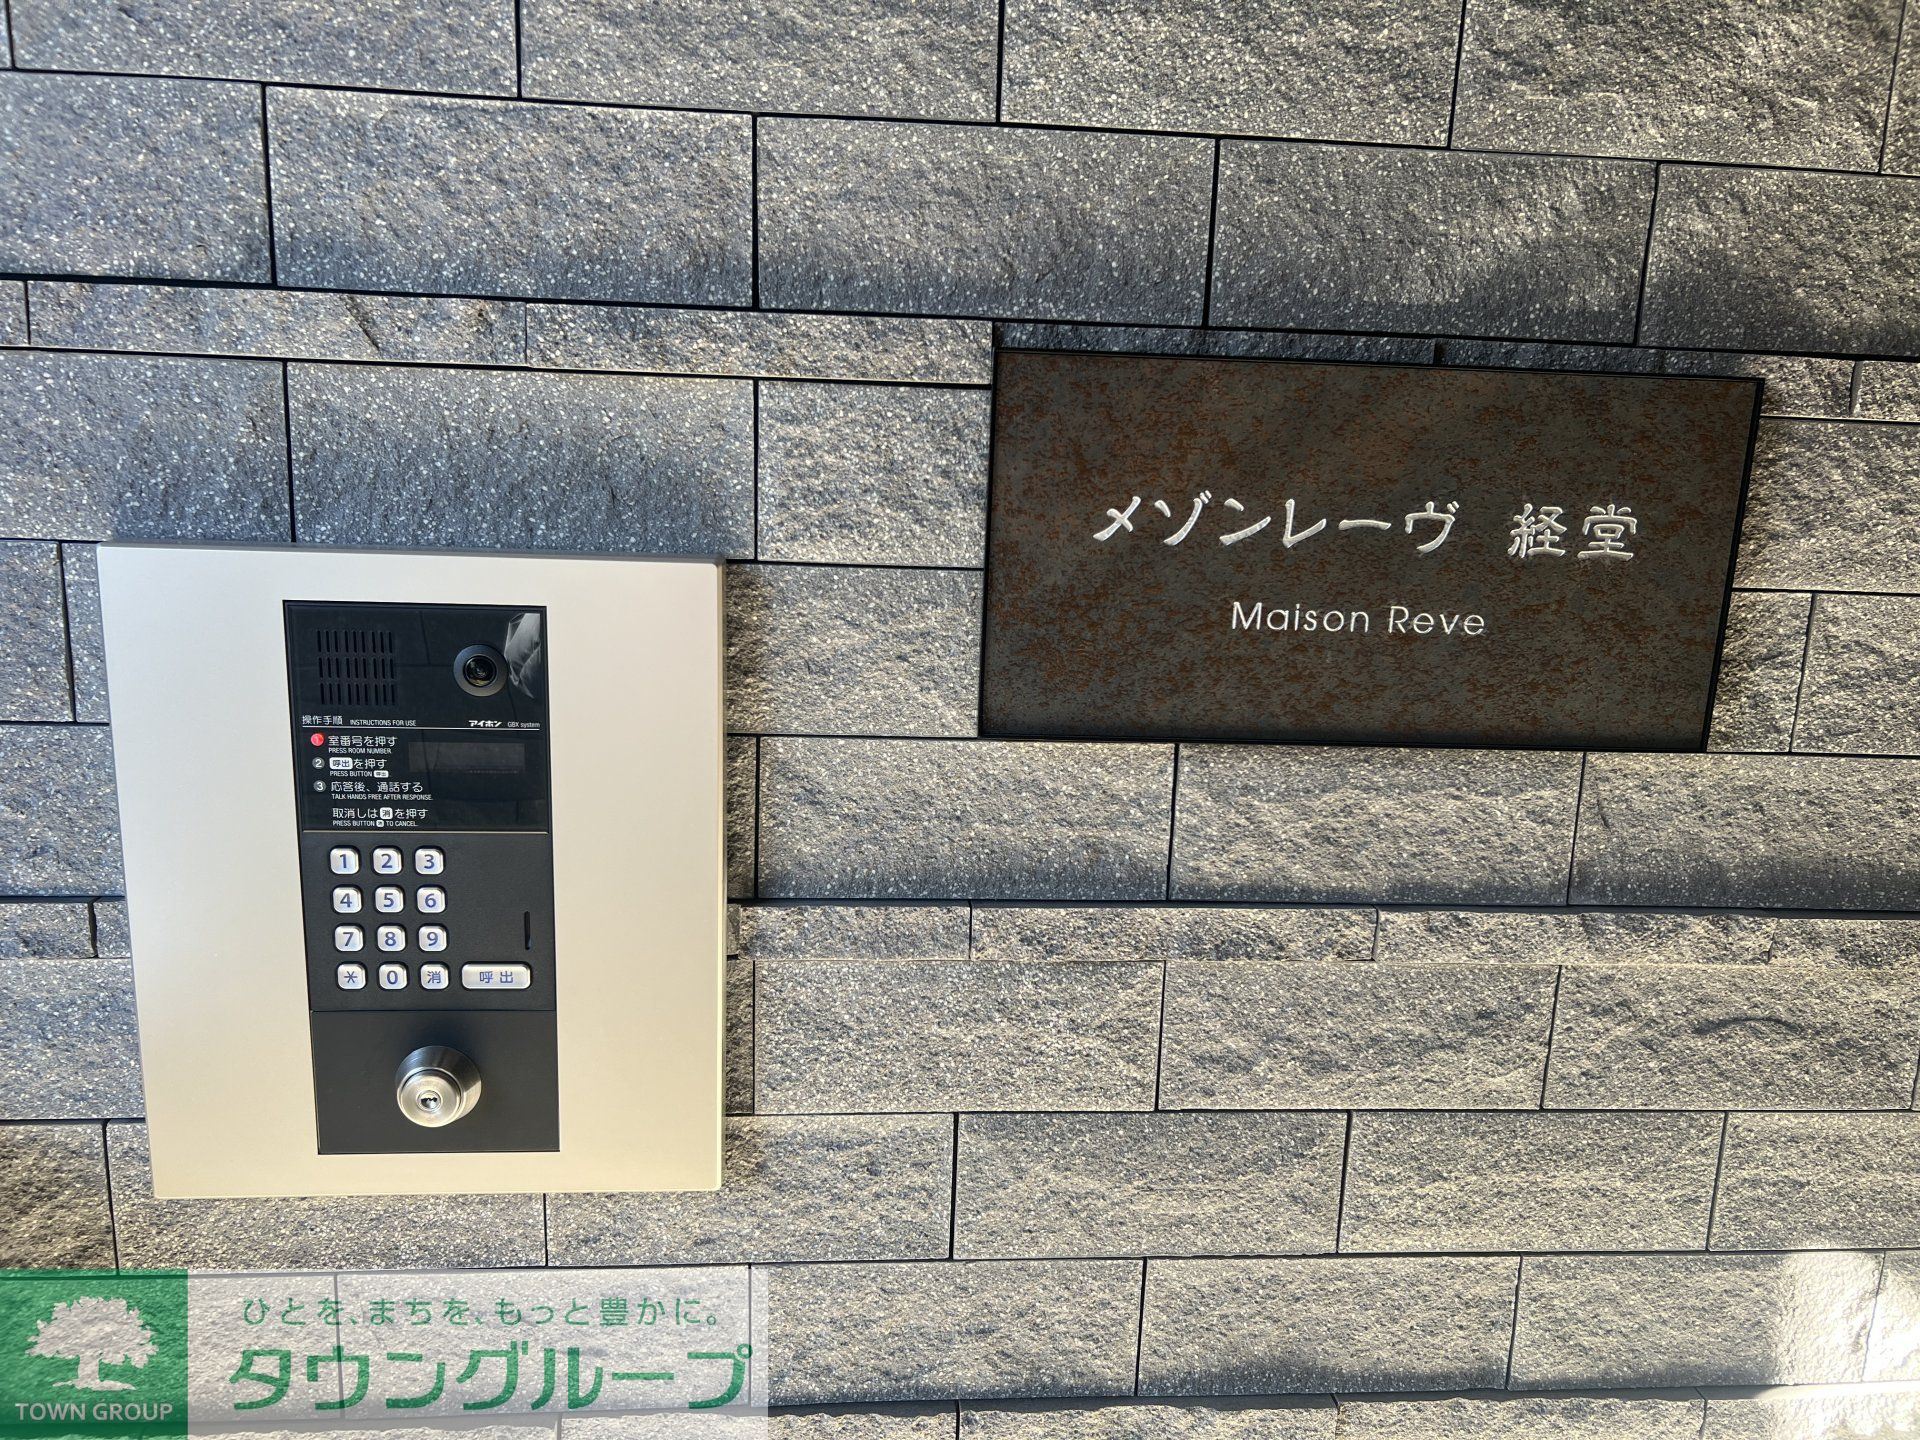 メゾンレーヴ 経堂
Maison Reve
操作手順 INSTRUCTIONS FOR USE
アイホン GBX system
1 室番号を押す
PRESS ROOM NUMBER
2 呼出を押す
PRESS BUTTON 呼出
3 応答後、通話する
TALK HANDS FREE AFTER RESPONSE.
取消しは消を押す
PRESS BUTTON 消 TO CANCEL.
1 2 3
4 5 6
7 8 9
* 0 消 呼出
ひとを、まちを、もっと豊かに。
タウングループ
TOWN GROUP